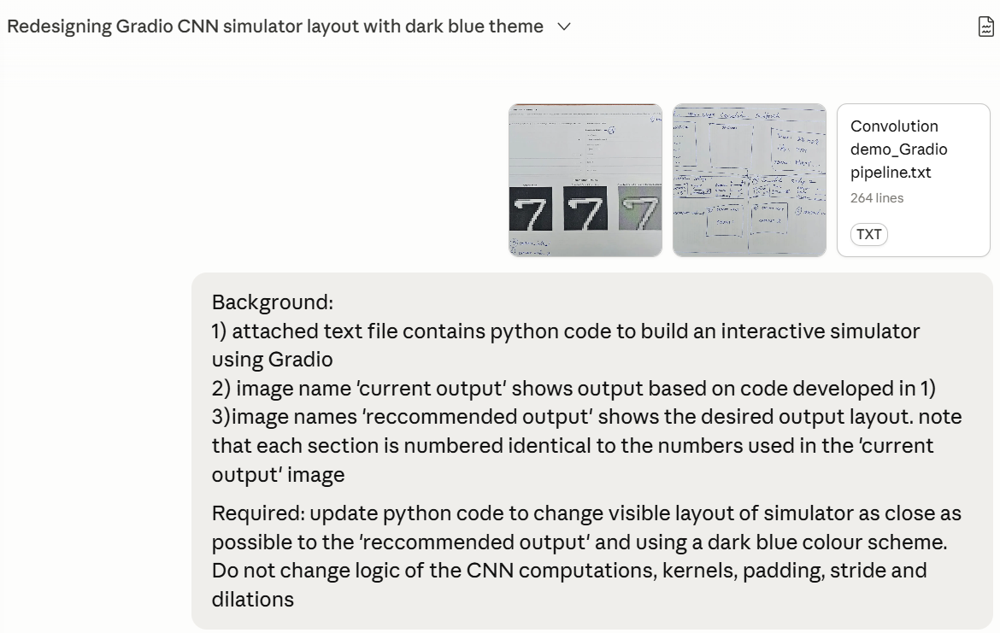 Redesigning Gradio CNN simulator layout with dark blue theme
Convolution
demo_Gradio
pipeline.txt
264 lines
TXT
Background:
1) attached text file contains python code to build an interactive simulator
using Gradio
2) image name 'current output' shows output based on code developed in 1)
3)image names 'reccommended output' shows the desired output layout. note
that each section is numbered identical to the numbers used in the 'current
output' image
Required: update python code to change visible layout of simulator as close as
possible to the 'reccommended output' and using a dark blue colour scheme.
Do not change logic of the CNN computations, kernels, padding, stride and
dilations